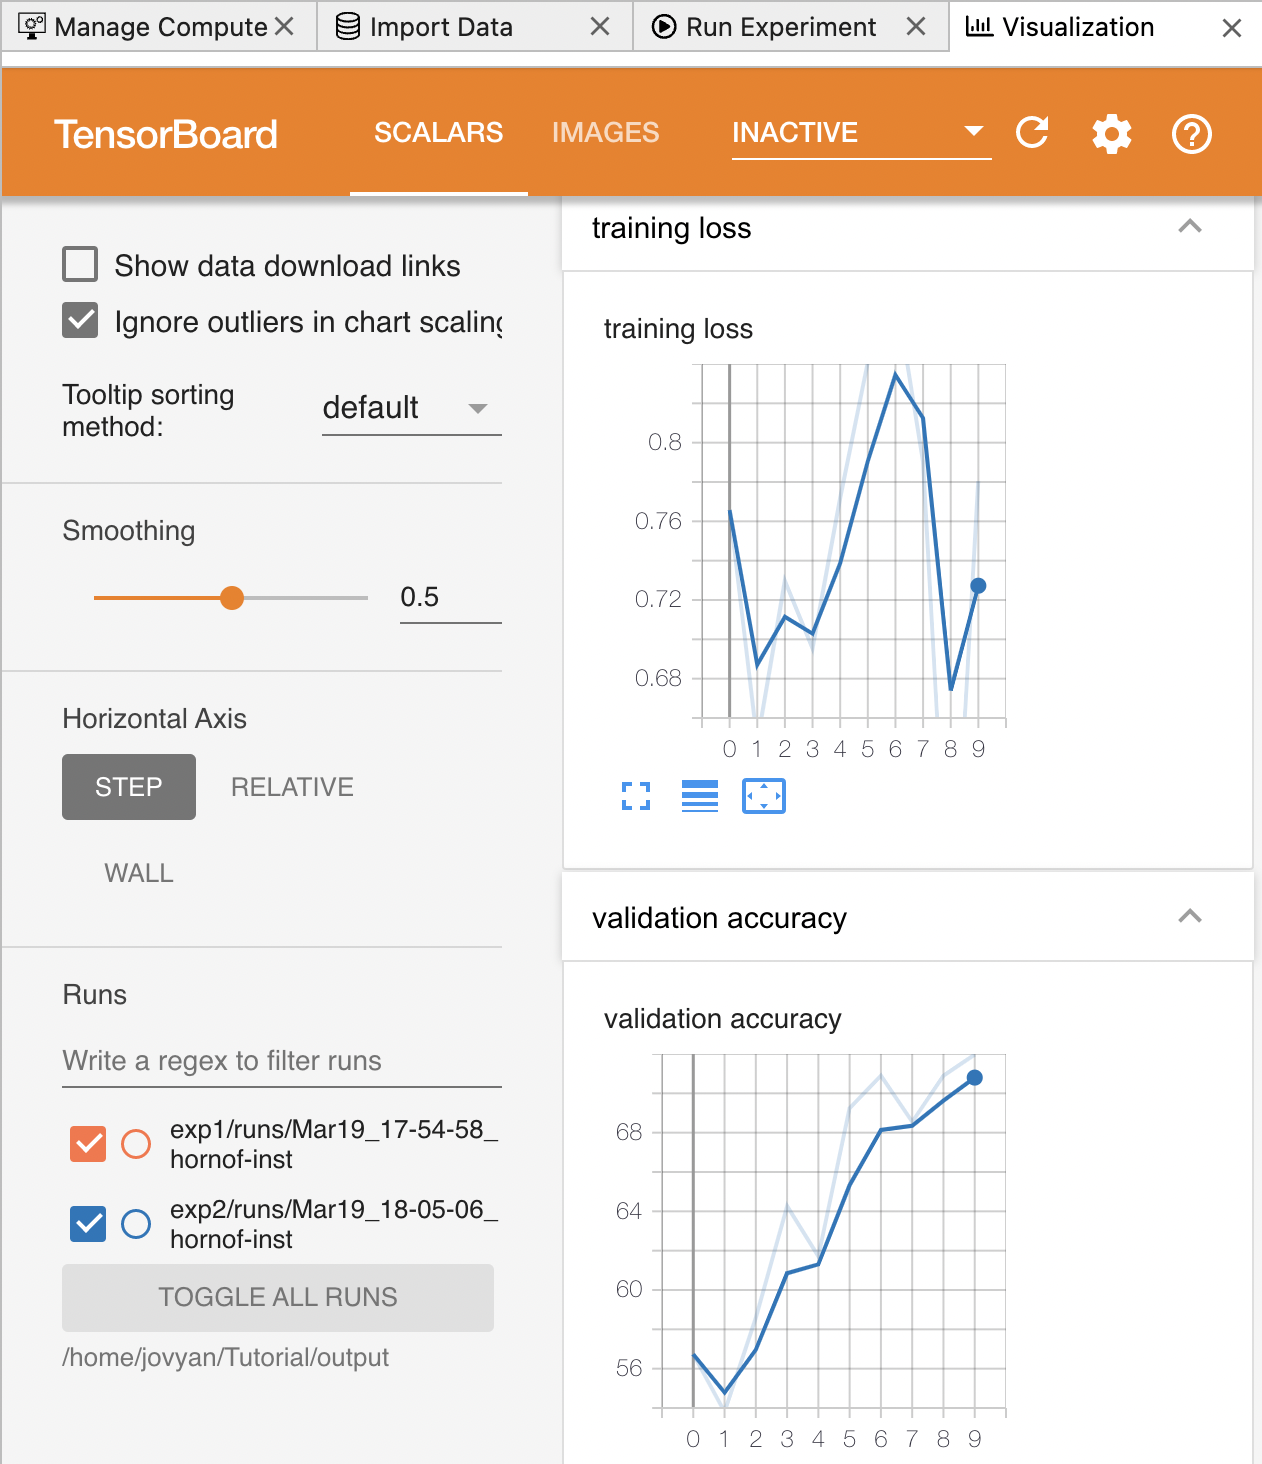 Manage Compute
Import Data
Run Experiment
Visualization
TensorBoard
SCALARS
IMAGES
INACTIVE
Show data download links
Ignore outliers in chart scaling
Tooltip sorting
method:
default
Smoothing
0.5
Horizontal Axis
STEP
RELATIVE
WALL
Runs
Write a regex to filter runs
exp1/runs/Mar19_17-54-58_
hornof-inst
exp2/runs/Mar19_18-05-06_
hornof-inst
TOGGLE ALL RUNS
/home/jovyan/Tutorial/output
training loss
training loss
0.8
0.76
0.72
0.68
0 1 2 3 4 5 6 7 8 9
validation accuracy
validation accuracy
68
64
60
56
0 1 2 3 4 5 6 7 8 9